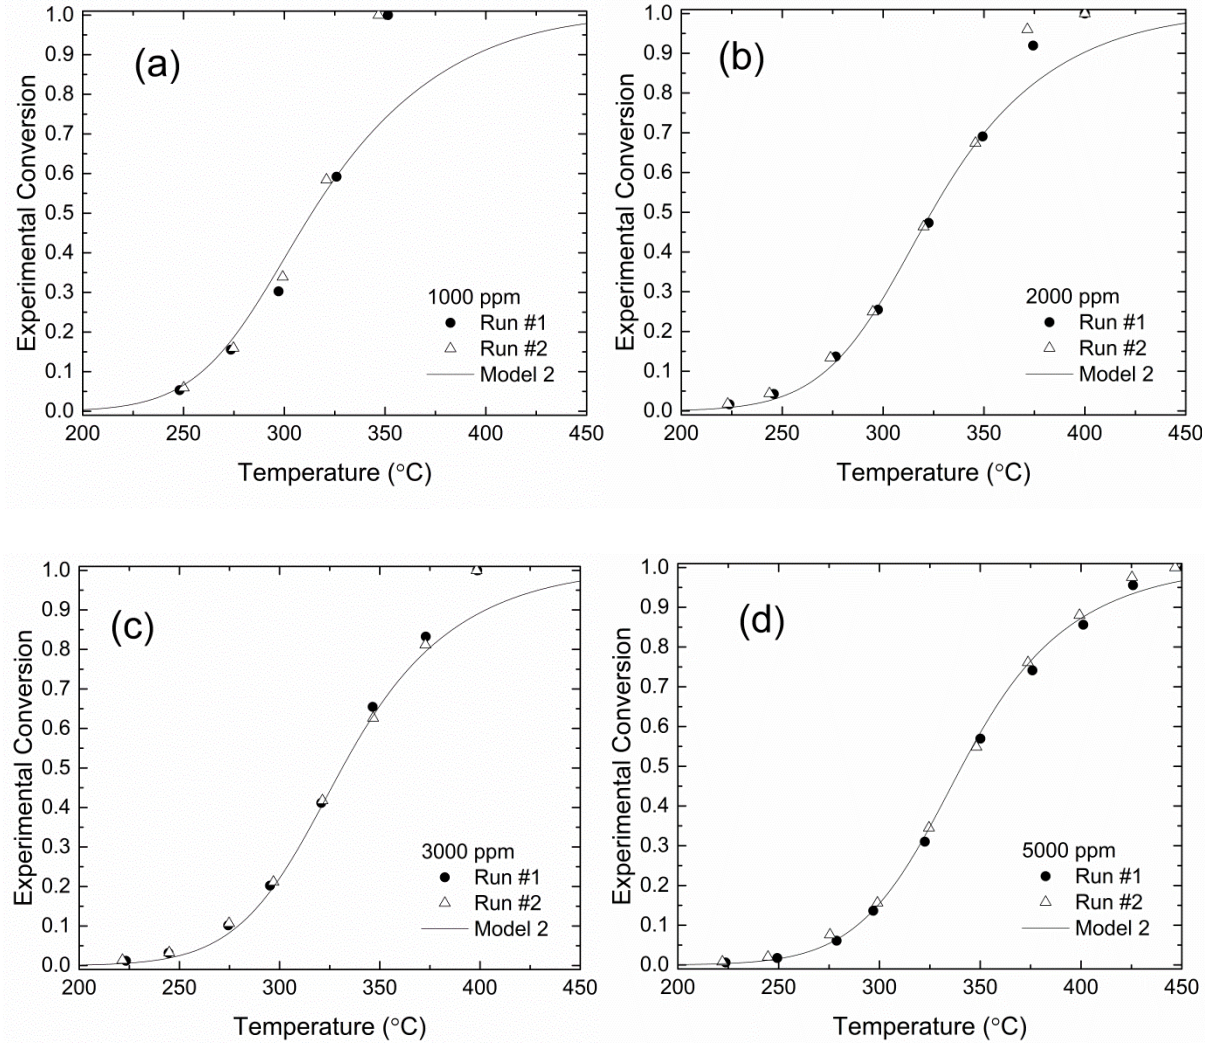 (a)
Experimental Conversion
1.0
0.9
0.8
0.7
0.6
0.5
0.4
0.3
0.2
0.1
0.0
1000 ppm
Run #1
Run #2
Model 2
200 250 300 350 400 450
Temperature (°C)
(b)
Experimental Conversion
1.0
0.9
0.8
0.7
0.6
0.5
0.4
0.3
0.2
0.1
0.0
2000 ppm
Run #1
Run #2
Model 2
200 250 300 350 400 450
Temperature (°C)
(c)
Experimental Conversion
1.0
0.9
0.8
0.7
0.6
0.5
0.4
0.3
0.2
0.1
0.0
3000 ppm
Run #1
Run #2
Model 2
200 250 300 350 400 450
Temperature (°C)
(d)
Experimental Conversion
1.0
0.9
0.8
0.7
0.6
0.5
0.4
0.3
0.2
0.1
0.0
5000 ppm
Run #1
Run #2
Model 2
200 250 300 350 400 450
Temperature (°C)